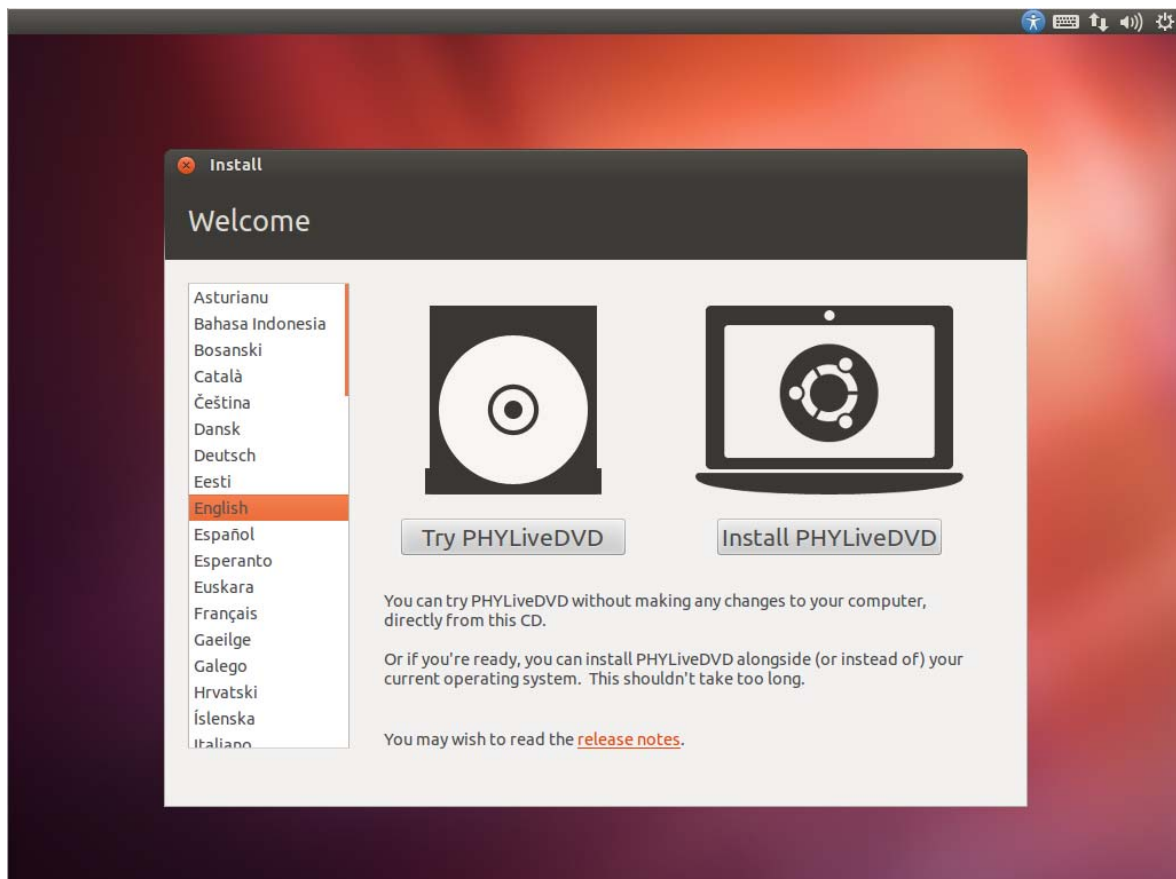 Install
Welcome
Asturianu
Bahasa Indonesia
Bosanski
Català
Čeština
Dansk
Deutsch
Eesti
English
Español
Esperanto
Euskara
Français
Gaeilge
Galego
Hrvatski
Íslenska
Italiano
Try PHYLiveDVD
Install PHYLiveDVD
You can try PHYLiveDVD without making any changes to your computer,
directly from this CD.
Or if you're ready, you can install PHYLiveDVD alongside (or instead of) your
current operating system. This shouldn't take too long.
You may wish to read the release notes.